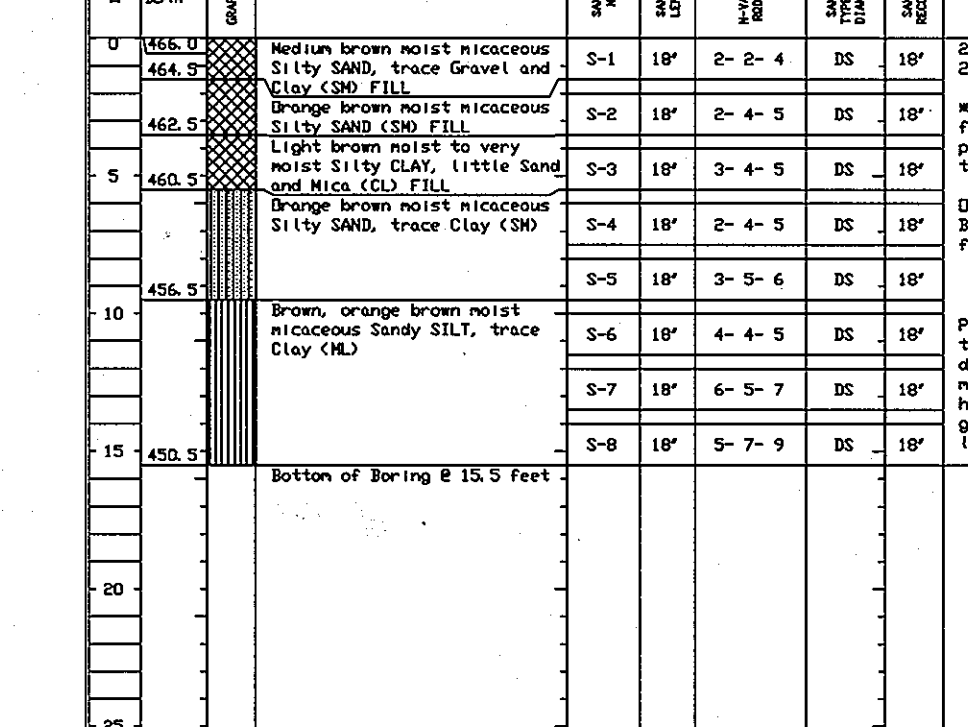 0 466.0 Medium brown moist micaceous
464.5 Silty SAND, trace Gravel and S-1 18" 2- 2- 4 DS 18"
Clay (SM) FILL
Orange brown moist micaceous S-2 18" 2- 4- 5 DS 18"
462.5 Silty SAND (SM) FILL
Light brown moist to very
5 460.5 moist Silty CLAY, little Sand S-3 18" 3- 4- 5 DS 18"
and Mica (CL) FILL
Orange brown moist micaceous
Silty SAND, trace Clay (SM) S-4 18" 2- 4- 5 DS 18"
456.5 S-5 18" 3- 5- 6 DS 18"
10 Brown, orange brown moist
micaceous Sandy SILT, trace S-6 18" 4- 4- 5 DS 18"
Clay (ML)
S-7 18" 6- 5- 7 DS 18"
15 450.5 S-8 18" 5- 7- 9 DS 18"
Bottom of Boring @ 15.5 feet
20
25